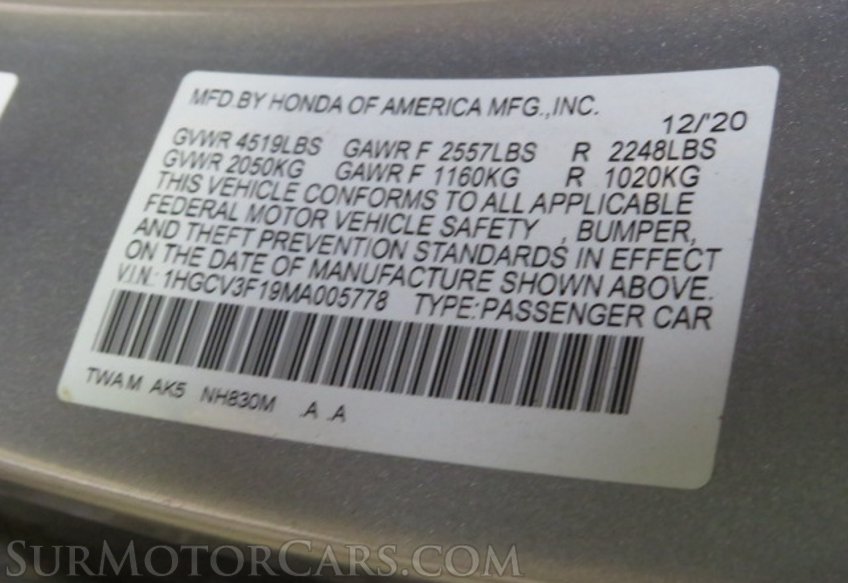 MFD.BY HONDA OF AMERICA MFG.,INC.
12/'20
GVWR 4519LBS GAWR F 2557LBS R 2248LBS
GVWR 2050KG GAWR F 1160KG R 1020KG
THIS VEHICLE CONFORMS TO ALL APPLICABLE
FEDERAL MOTOR VEHICLE SAFETY , BUMPER,
AND THEFT PREVENTION STANDARDS IN EFFECT
ON THE DATE OF MANUFACTURE SHOWN ABOVE.
V.I.N.: 1HGCV3F19MA005778 TYPE:PASSENGER CAR
TWA M AK5 NH830M .A .A
SurMotorCars.com